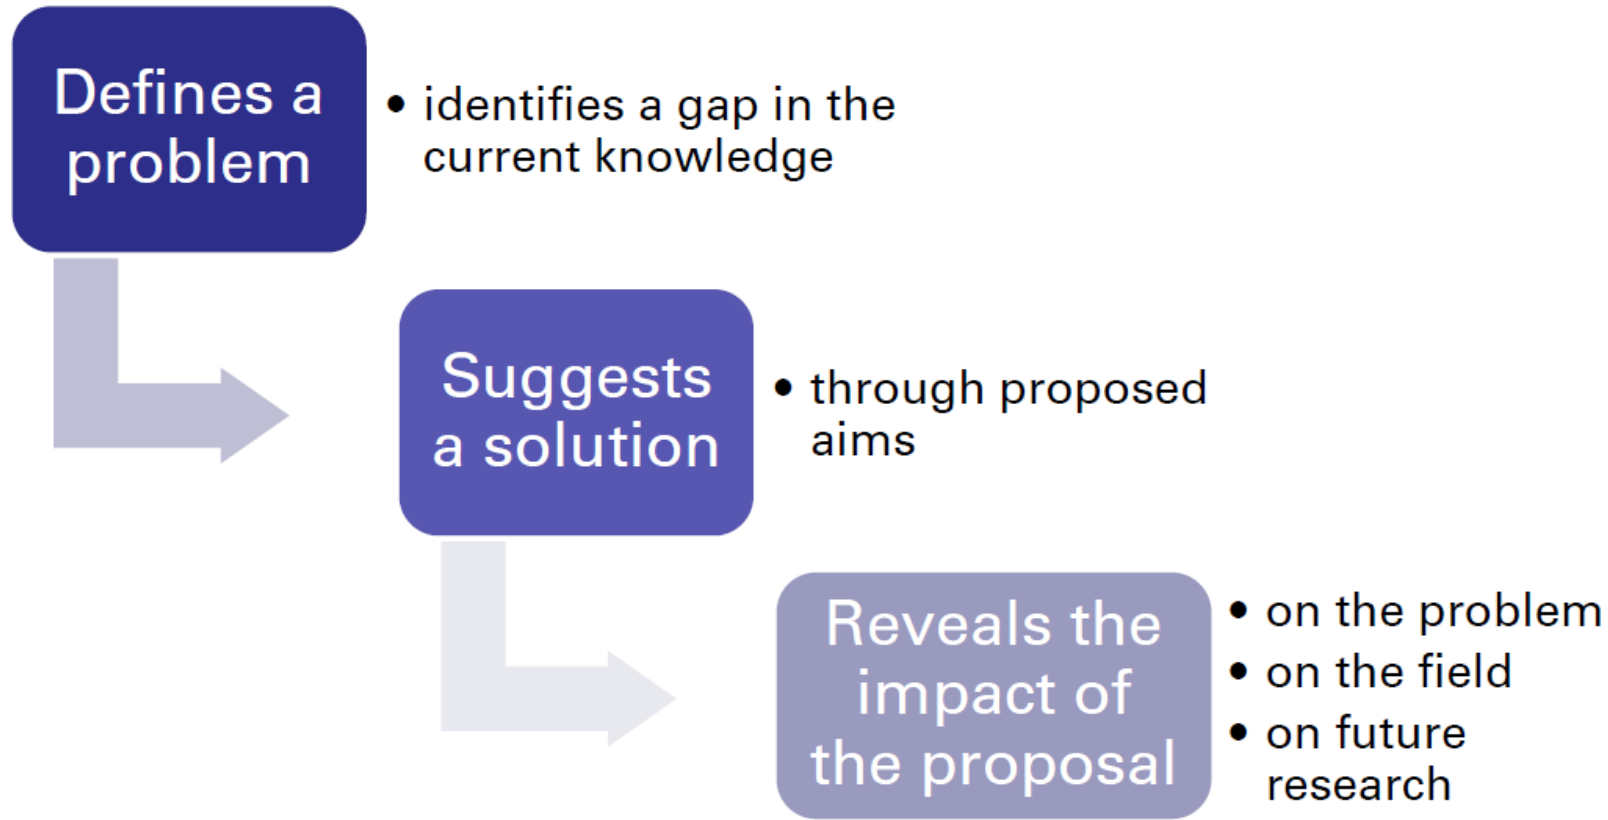 Defines a
problem
• identifies a gap in the
current knowledge
Suggests
a solution
• through proposed
aims
Reveals the
impact of
the proposal
• on the problem
• on the field
• on future
research